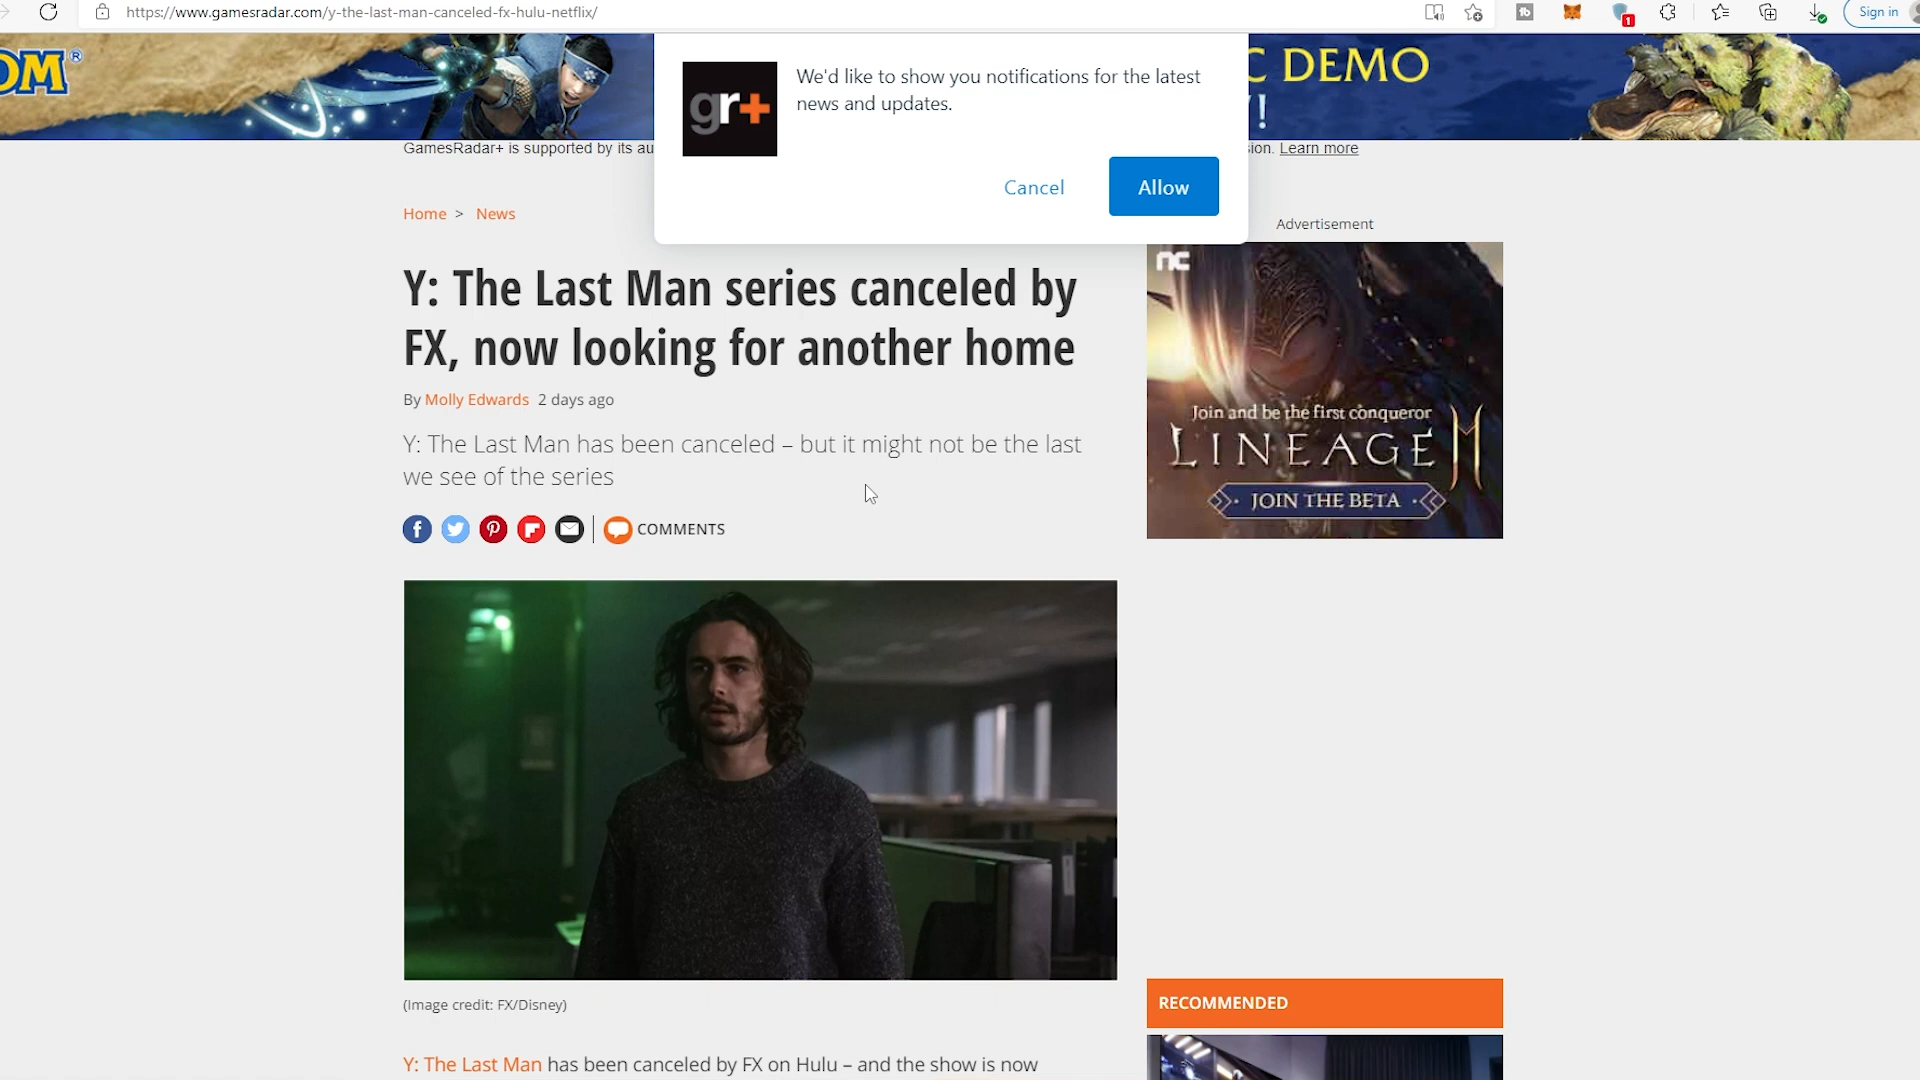 https://www.gamesradar.com/y-the-last-man-canceled-fx-hulu-netflix/
1
Sign in
OM®
C DEMO
!
We'd like to show you notifications for the latest
news and updates.
gr+
Cancel
Allow
GamesRadar+ is supported by its au
sion. Learn more
Home > News
Advertisement
Y: The Last Man series canceled by
FX, now looking for another home
By Molly Edwards 2 days ago
Y: The Last Man has been canceled – but it might not be the last
we see of the series
COMMENTS
NC
Join and be the first conqueror
LINEAGE M
JOIN THE BETA
(Image credit: FX/Disney)
RECOMMENDED
Y: The Last Man has been canceled by FX on Hulu – and the show is now